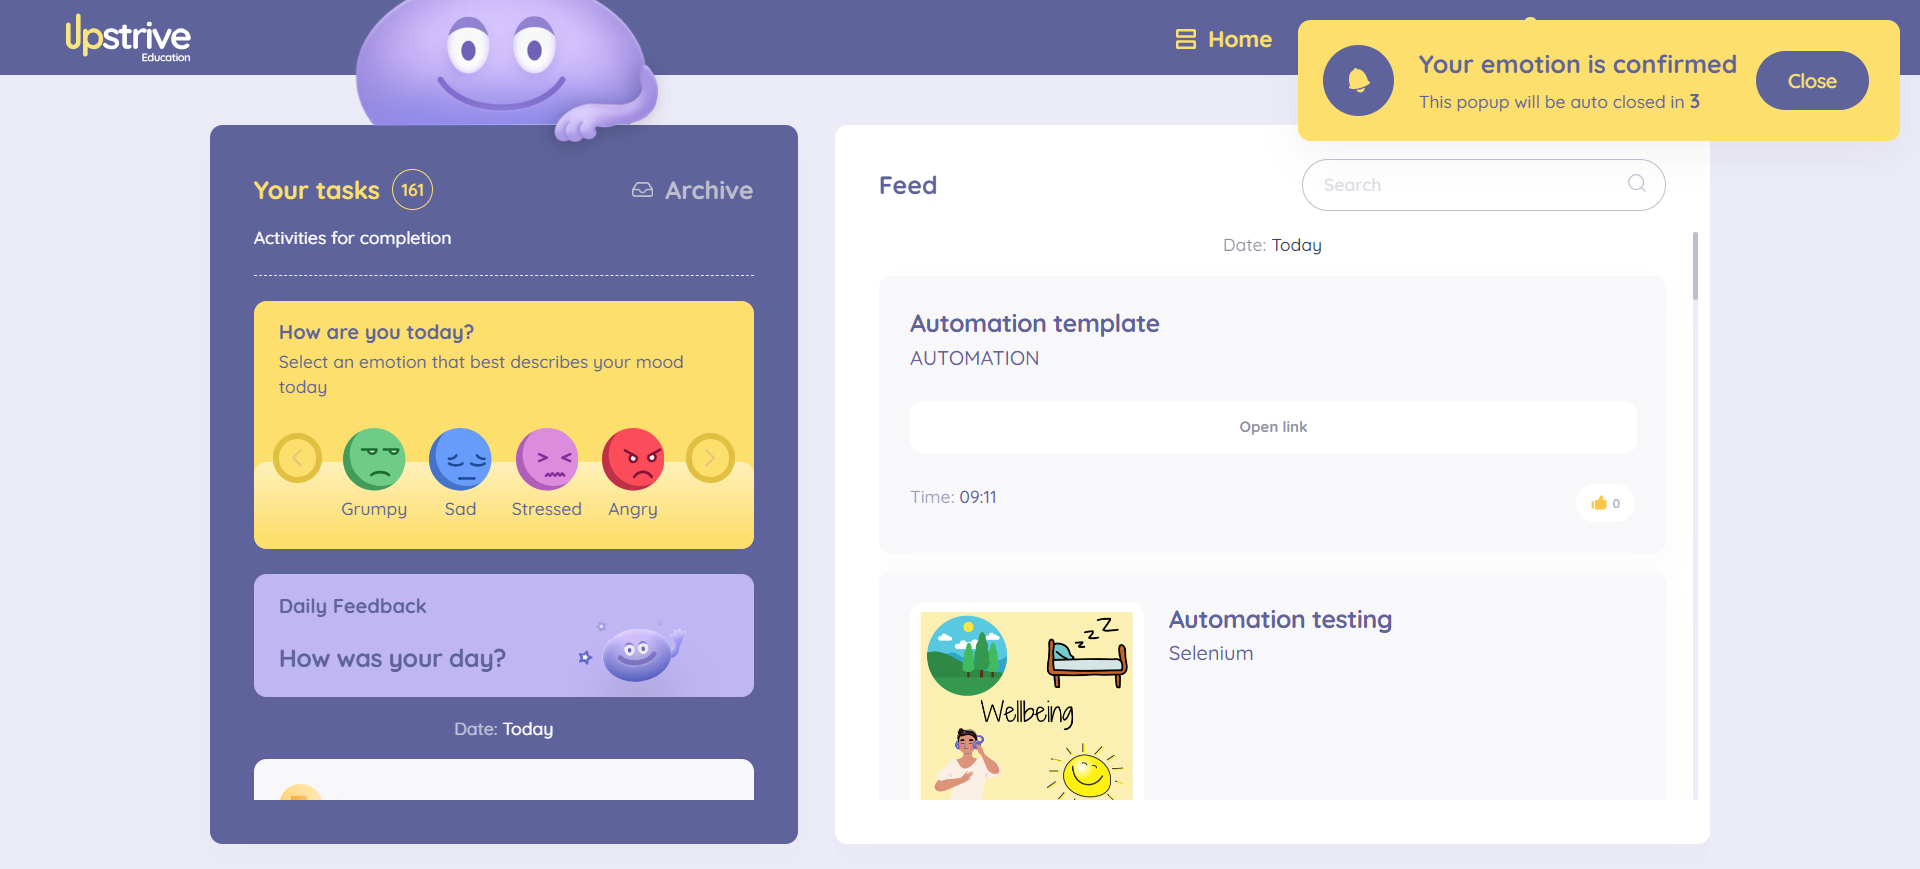 Upstrive
Education
Home
Your emotion is confirmed
This popup will be auto closed in 3
Close
Your tasks 161
Archive
Activities for completion
How are you today?
Select an emotion that best describes your mood
today
Grumpy
Sad
Stressed
Angry
Daily Feedback
How was your day?
Date: Today
Feed
Search
Date: Today
Automation template
AUTOMATION
Open link
Time: 09:11
0
Z Z Z Z
Wellbeing
Automation testing
Selenium